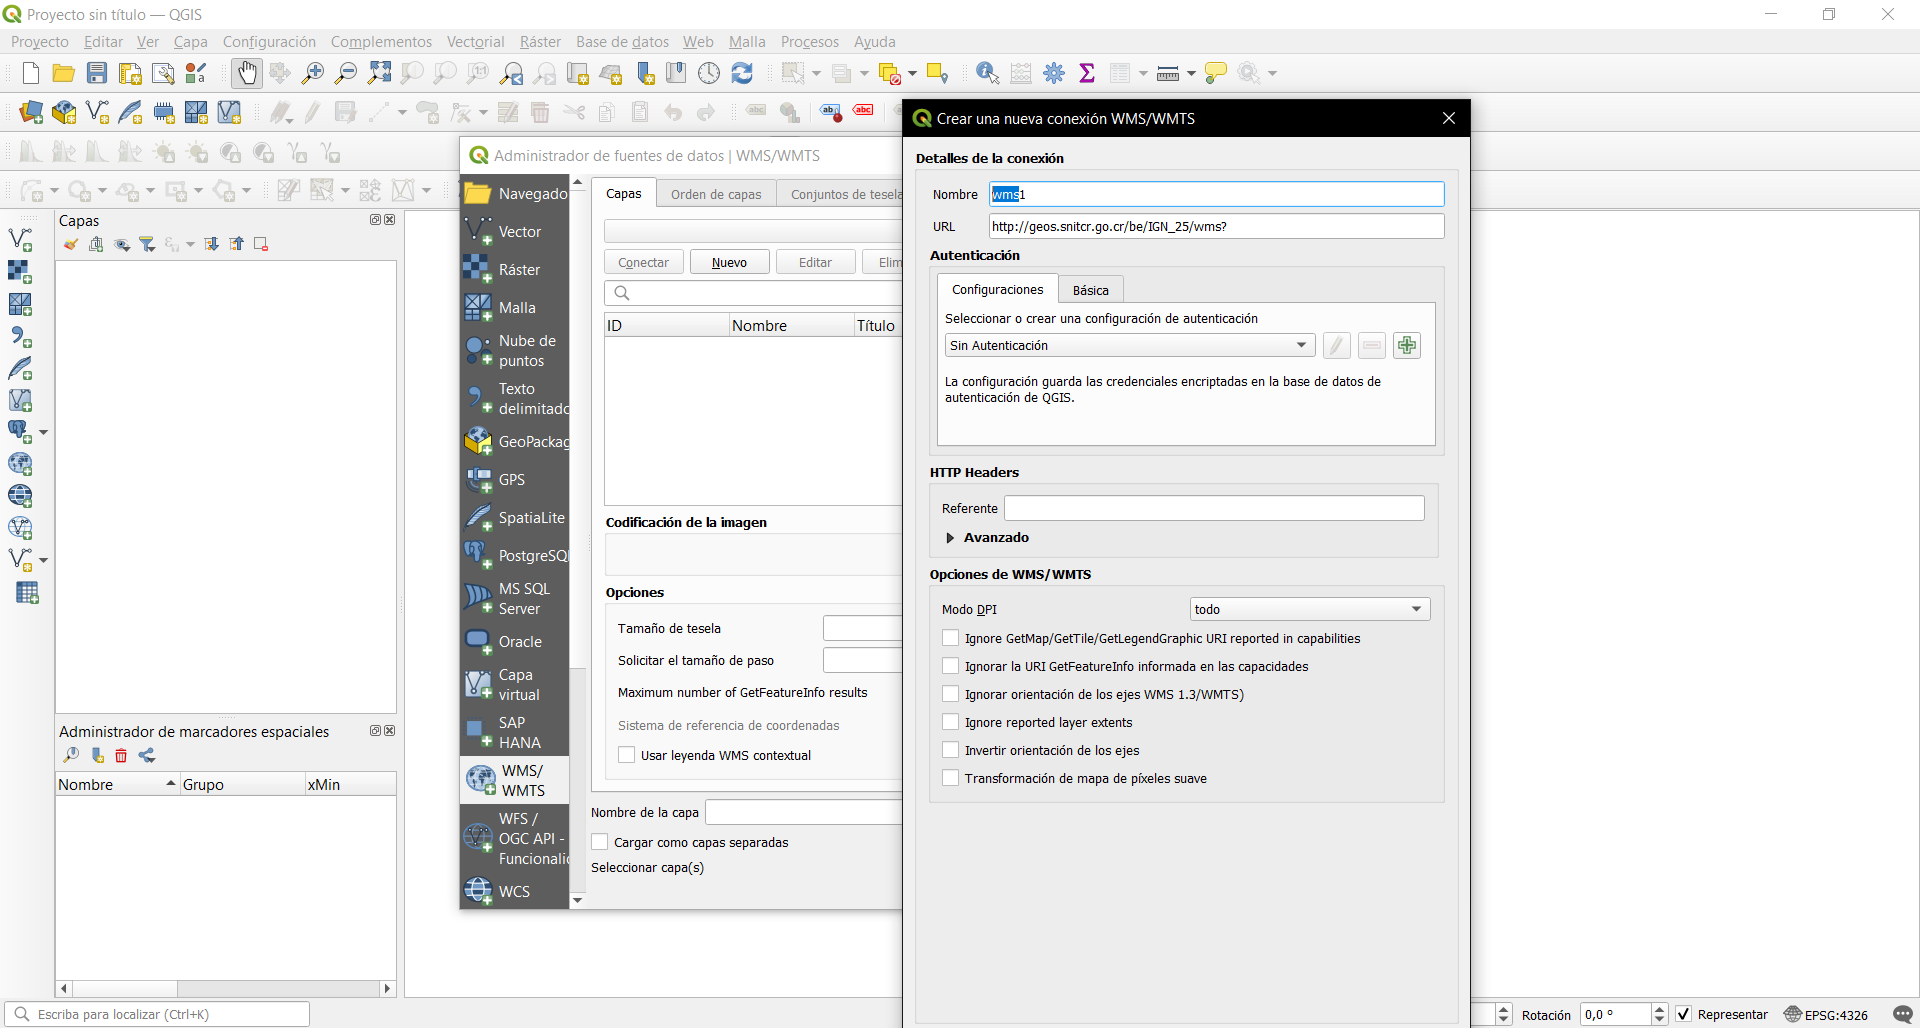 Proyecto sin título — QGIS
Proyecto Editar Ver Capa Configuración Complementos Vectorial Ráster Base de datos Web Malla Procesos Ayuda
1:1
abc abc abc
Capas
Administrador de marcadores espaciales
Nombre Grupo xMin
Administrador de fuentes de datos | WMS/WMTS
Navegado
Vector
Ráster
Malla
Nube de
puntos
Texto
delimitado
GeoPackag
GPS
SpatiaLite
PostgreSQL
MS SQL
Server
Oracle
Capa
virtual
SAP
HANA
WMS/
WMTS
WFS /
OGC API -
Funcionali
WCS
Capas Orden de capas Conjuntos de tesela
Conectar Nuevo Editar Elim
ID Nombre Título
Codificación de la imagen
Opciones
Tamaño de tesela
Solicitar el tamaño de paso
Maximum number of GetFeatureInfo results
Sistema de referencia de coordenadas
Usar leyenda WMS contextual
Nombre de la capa
Cargar como capas separadas
Seleccionar capa(s)
Crear una nueva conexión WMS/WMTS
Detalles de la conexión
Nombre wms1
URL http://geos.snitcr.go.cr/be/IGN_25/wms?
Autenticación
Configuraciones Básica
Seleccionar o crear una configuración de autenticación
Sin Autenticación
La configuración guarda las credenciales encriptadas en la base de datos de
autenticación de QGIS.
HTTP Headers
Referente
Avanzado
Opciones de WMS/WMTS
Modo DPI todo
Ignore GetMap/GetTile/GetLegendGraphic URI reported in capabilities
Ignorar la URI GetFeatureInfo informada en las capacidades
Ignorar orientación de los ejes WMS 1.3/WMTS)
Ignore reported layer extents
Invertir orientación de los ejes
Transformación de mapa de píxeles suave
Escriba para localizar (Ctrl+K)
Rotación 0,0 ° Representar EPSG:4326